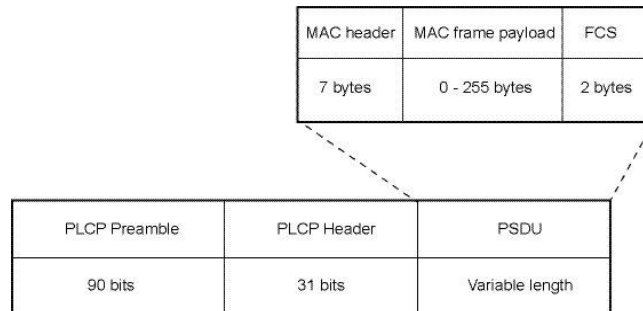 MAC header MAC frame payload FCS
7 bytes 0 - 255 bytes 2 bytes
PLCP Preamble PLCP Header PSDU
90 bits 31 bits Variable length